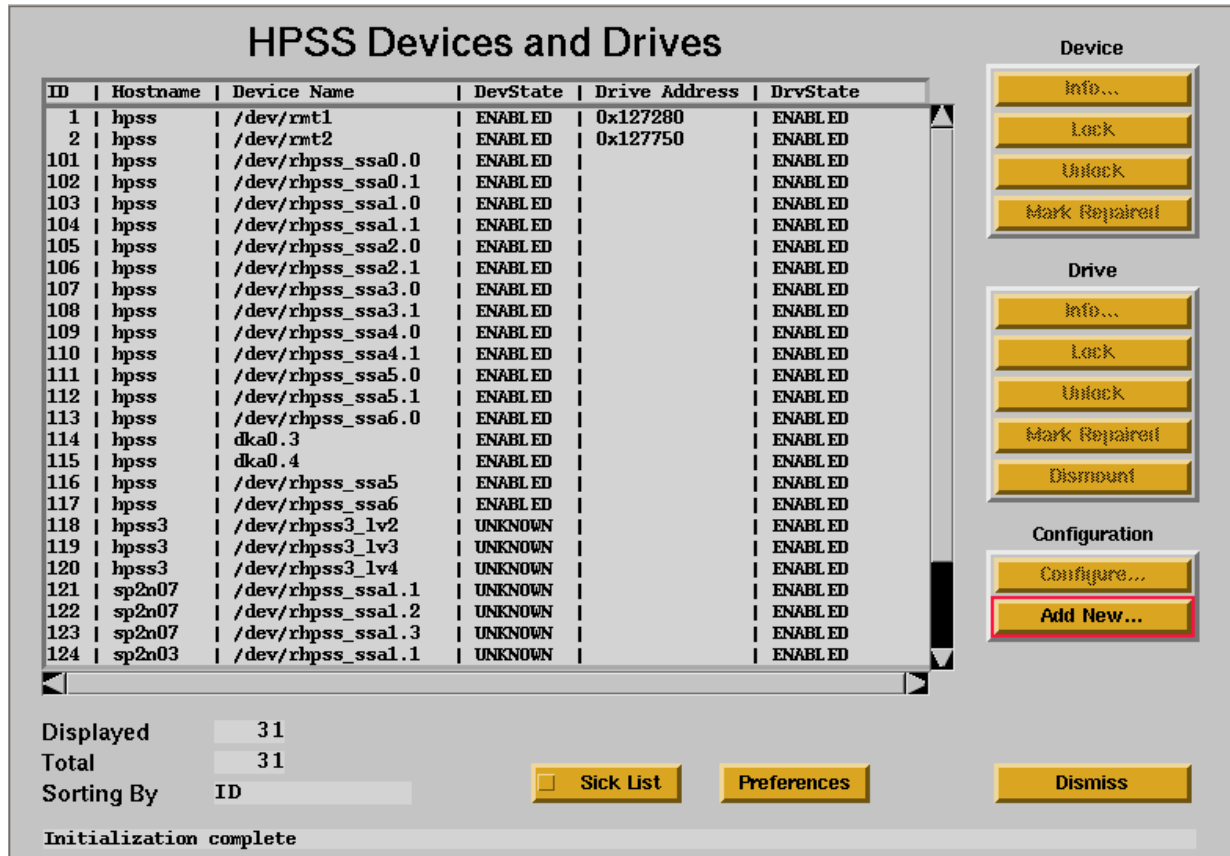 HPSS Devices and Drives
ID | Hostname | Device Name | DevState | Drive Address | DrvState
1 | hpss | /dev/rmt1 | ENABLED | 0x127280 | ENABLED
2 | hpss | /dev/rmt2 | ENABLED | 0x127750 | ENABLED
101 | hpss | /dev/rhpss_ssa0.0 | ENABLED | | ENABLED
102 | hpss | /dev/rhpss_ssa0.1 | ENABLED | | ENABLED
103 | hpss | /dev/rhpss_ssa1.0 | ENABLED | | ENABLED
104 | hpss | /dev/rhpss_ssa1.1 | ENABLED | | ENABLED
105 | hpss | /dev/rhpss_ssa2.0 | ENABLED | | ENABLED
106 | hpss | /dev/rhpss_ssa2.1 | ENABLED | | ENABLED
107 | hpss | /dev/rhpss_ssa3.0 | ENABLED | | ENABLED
108 | hpss | /dev/rhpss_ssa3.1 | ENABLED | | ENABLED
109 | hpss | /dev/rhpss_ssa4.0 | ENABLED | | ENABLED
110 | hpss | /dev/rhpss_ssa4.1 | ENABLED | | ENABLED
111 | hpss | /dev/rhpss_ssa5.0 | ENABLED | | ENABLED
112 | hpss | /dev/rhpss_ssa5.1 | ENABLED | | ENABLED
113 | hpss | /dev/rhpss_ssa6.0 | ENABLED | | ENABLED
114 | hpss | dka0.3 | ENABLED | | ENABLED
115 | hpss | dka0.4 | ENABLED | | ENABLED
116 | hpss | /dev/rhpss_ssa5 | ENABLED | | ENABLED
117 | hpss | /dev/rhpss_ssa6 | ENABLED | | ENABLED
118 | hpss3 | /dev/rhpss3_lv2 | UNKNOWN | | ENABLED
119 | hpss3 | /dev/rhpss3_lv3 | UNKNOWN | | ENABLED
120 | hpss3 | /dev/rhpss3_lv4 | UNKNOWN | | ENABLED
121 | sp2n07 | /dev/rhpss_ssa1.1 | UNKNOWN | | ENABLED
122 | sp2n07 | /dev/rhpss_ssa1.2 | UNKNOWN | | ENABLED
123 | sp2n07 | /dev/rhpss_ssa1.3 | UNKNOWN | | ENABLED
124 | sp2n03 | /dev/rhpss_ssa1.1 | UNKNOWN | | ENABLED
Device
Info...
Lock
Unlock
Mark Repaired
Drive
Info...
Lock
Unlock
Mark Repaired
Dismount
Configuration
Configure...
Add New...
Displayed 31
Total 31
Sorting By ID
Sick List
Preferences
Dismiss
Initialization complete